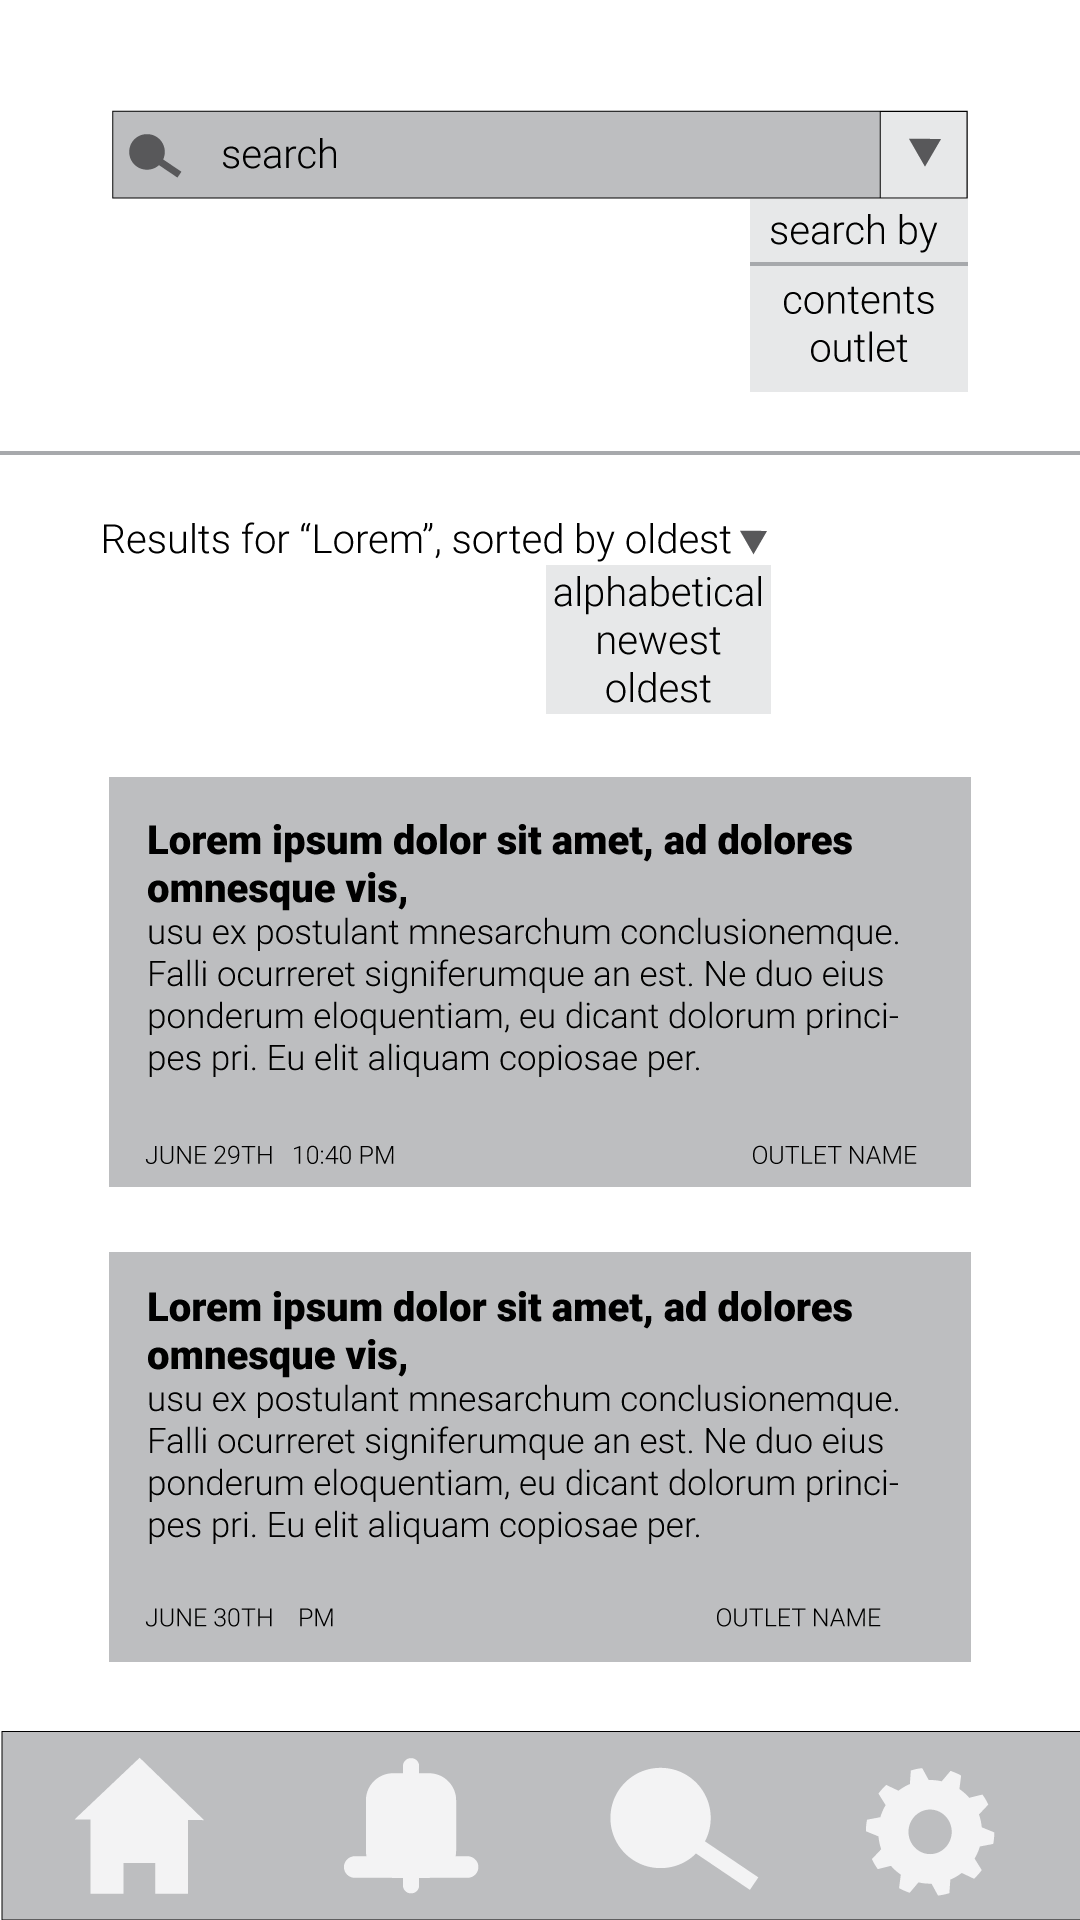 search
search by
contents
outlet
Results for “Lorem”, sorted by oldest
alphabetical
newest
oldest
Lorem ipsum dolor sit amet, ad dolores
omnesque vis,
usu ex postulant mnesarchum conclusionemque.
Falli ocurreret signiferumque an est. Ne duo eius
ponderum eloquentiam, eu dicant dolorum princi-
pes pri. Eu elit aliquam copiosae per.
JUNE 29TH 10:40 PM OUTLET NAME
Lorem ipsum dolor sit amet, ad dolores
omnesque vis,
usu ex postulant mnesarchum conclusionemque.
Falli ocurreret signiferumque an est. Ne duo eius
ponderum eloquentiam, eu dicant dolorum princi-
pes pri. Eu elit aliquam copiosae per.
JUNE 30TH PM OUTLET NAME